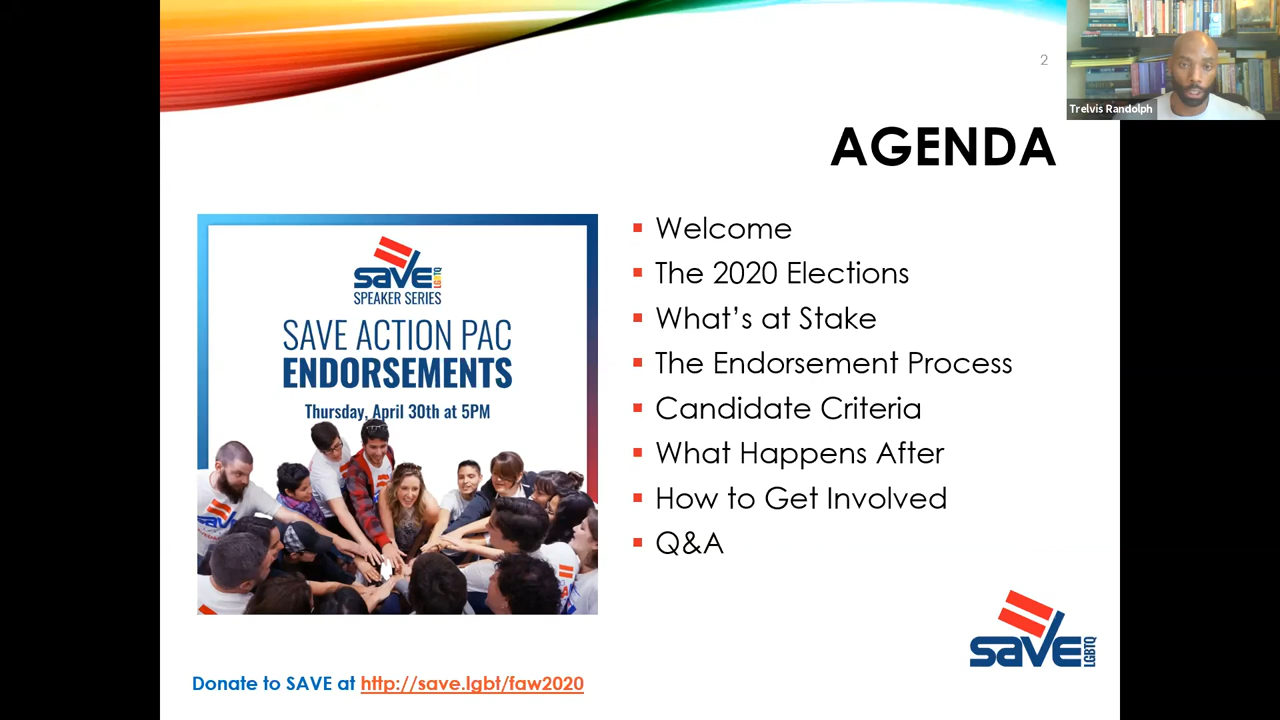 2
Trelvis Randolph
AGENDA
save LGBTQ
SPEAKER SERIES
SAVE ACTION PAC
ENDORSEMENTS
Thursday, April 30th at 5PM
save
▪ Welcome
▪ The 2020 Elections
▪ What's at Stake
▪ The Endorsement Process
▪ Candidate Criteria
▪ What Happens After
▪ How to Get Involved
▪ Q&A
save LGBTQ
Donate to SAVE at http://save.lgbt/faw2020